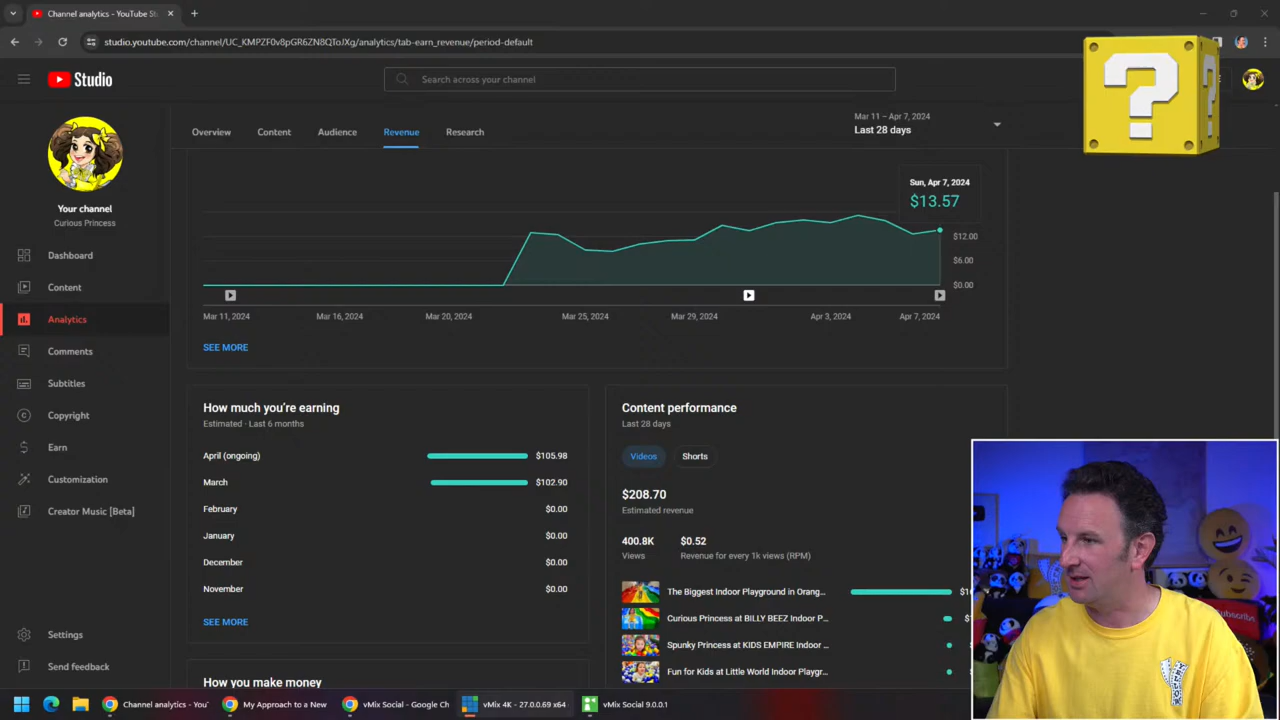 Channel analytics - YouTube St
studio.youtube.com/channel/UC_KMPZF0v8pGR6ZN8QToJXg/analytics/tab-earn_revenue/period-default
Studio
Search across your channel
?
Your channel
Curious Princess
Dashboard
Content
Analytics
Comments
Subtitles
Copyright
Earn
Customization
Creator Music [Beta]
Settings
Send feedback
Overview
Content
Audience
Revenue
Research
Mar 11 – Apr 7, 2024
Last 28 days
Sun, Apr 7, 2024
$13.57
$12.00
$6.00
$0.00
Mar 11, 2024
Mar 16, 2024
Mar 20, 2024
Mar 25, 2024
Mar 29, 2024
Apr 3, 2024
Apr 7, 2024
SEE MORE
How much you're earning
Estimated · Last 6 months
April (ongoing) $105.98
March $102.90
February $0.00
January $0.00
December $0.00
November $0.00
SEE MORE
How you make money
Content performance
Last 28 days
Videos
Shorts
$208.70
Estimated revenue
400.8K
Views
$0.52
Revenue for every 1k views (RPM)
The Biggest Indoor Playground in Orang...
Curious Princess at BILLY BEEZ Indoor P...
Spunky Princess at KIDS EMPIRE Indoor ...
Fun for Kids at Little World Indoor Playgr...
Channel analytics - YouT
My Approach to a New
vMix Social - Google Ch
vMix 4K - 27.0.0.69 x64
vMix Social 9.0.0.1